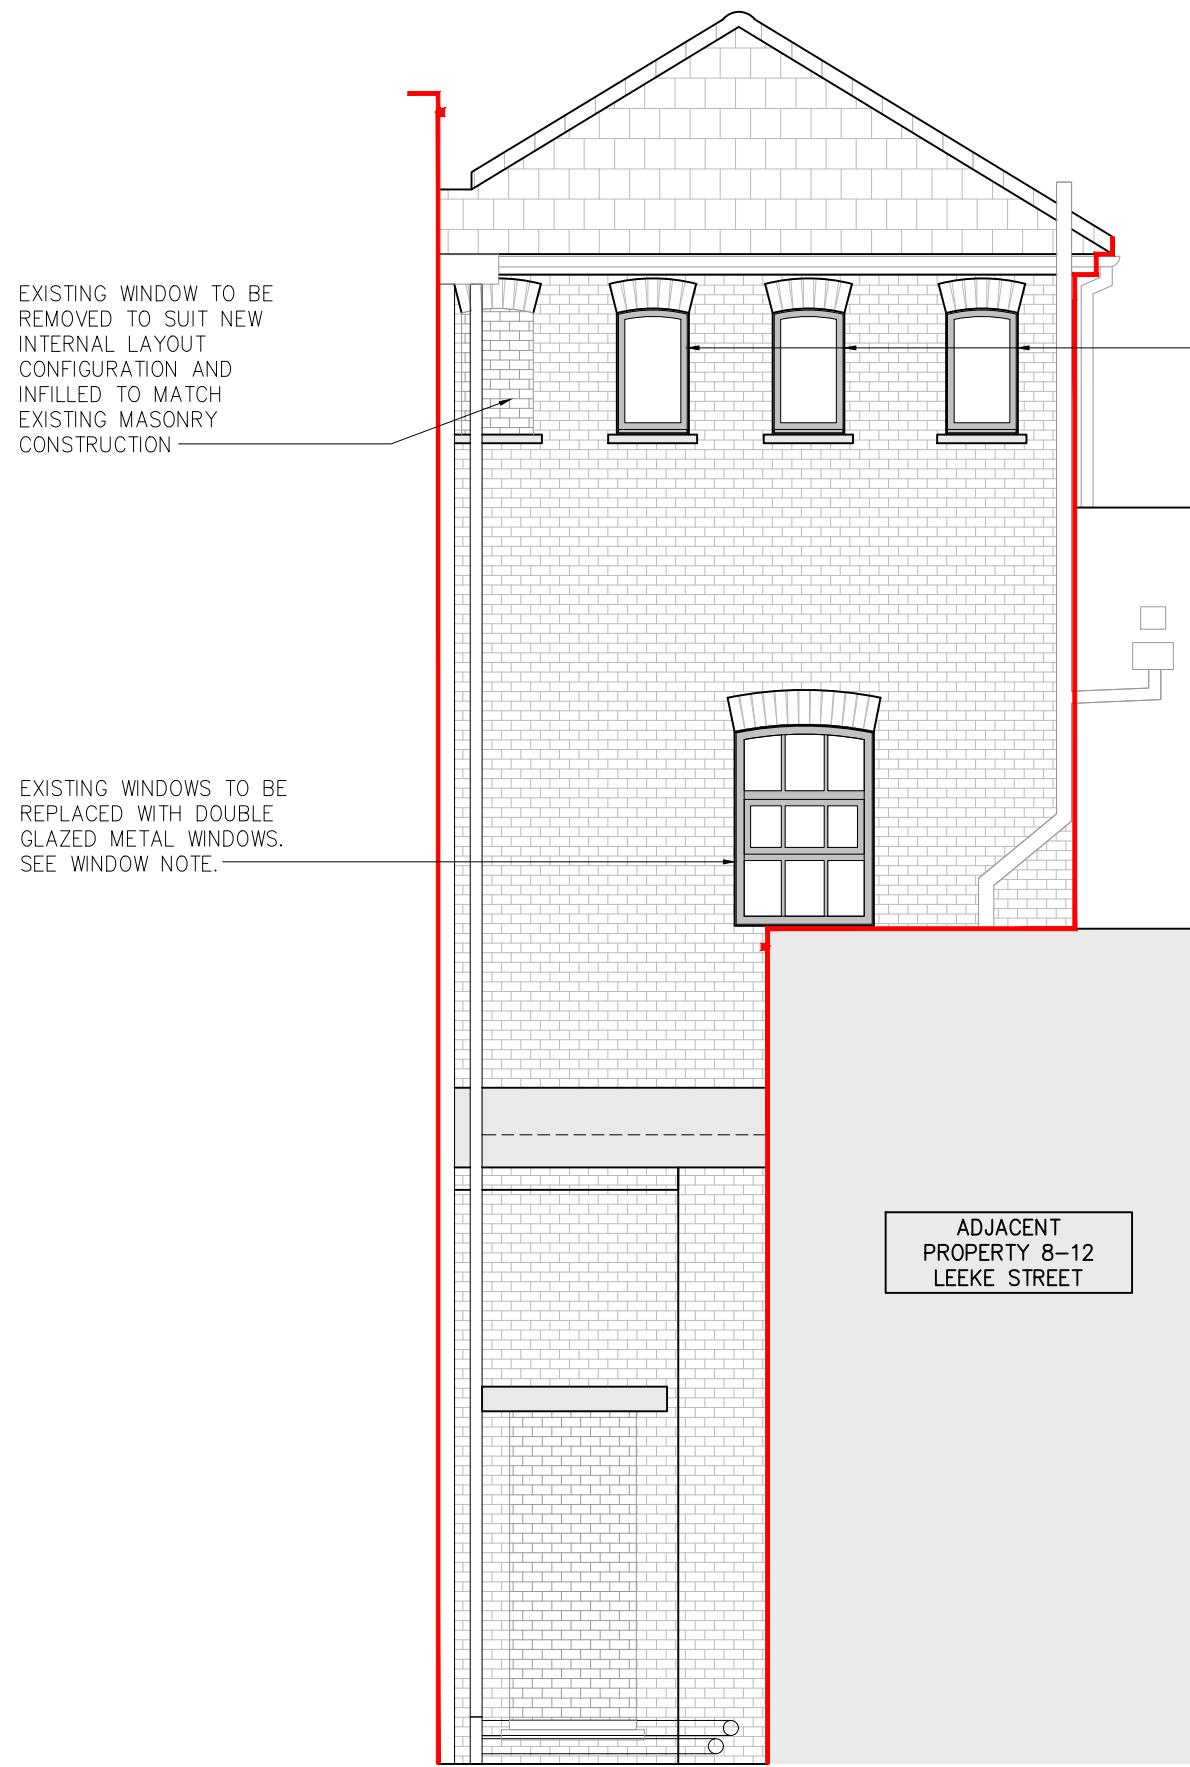 EXISTING WINDOW TO BE
REMOVED TO SUIT NEW
INTERNAL LAYOUT
CONFIGURATION AND
INFILLED TO MATCH
EXISTING MASONRY
CONSTRUCTION
EXISTING WINDOWS TO BE
REPLACED WITH DOUBLE
GLAZED METAL WINDOWS.
SEE WINDOW NOTE.
ADJACENT
PROPERTY 8-12
LEEKE STREET